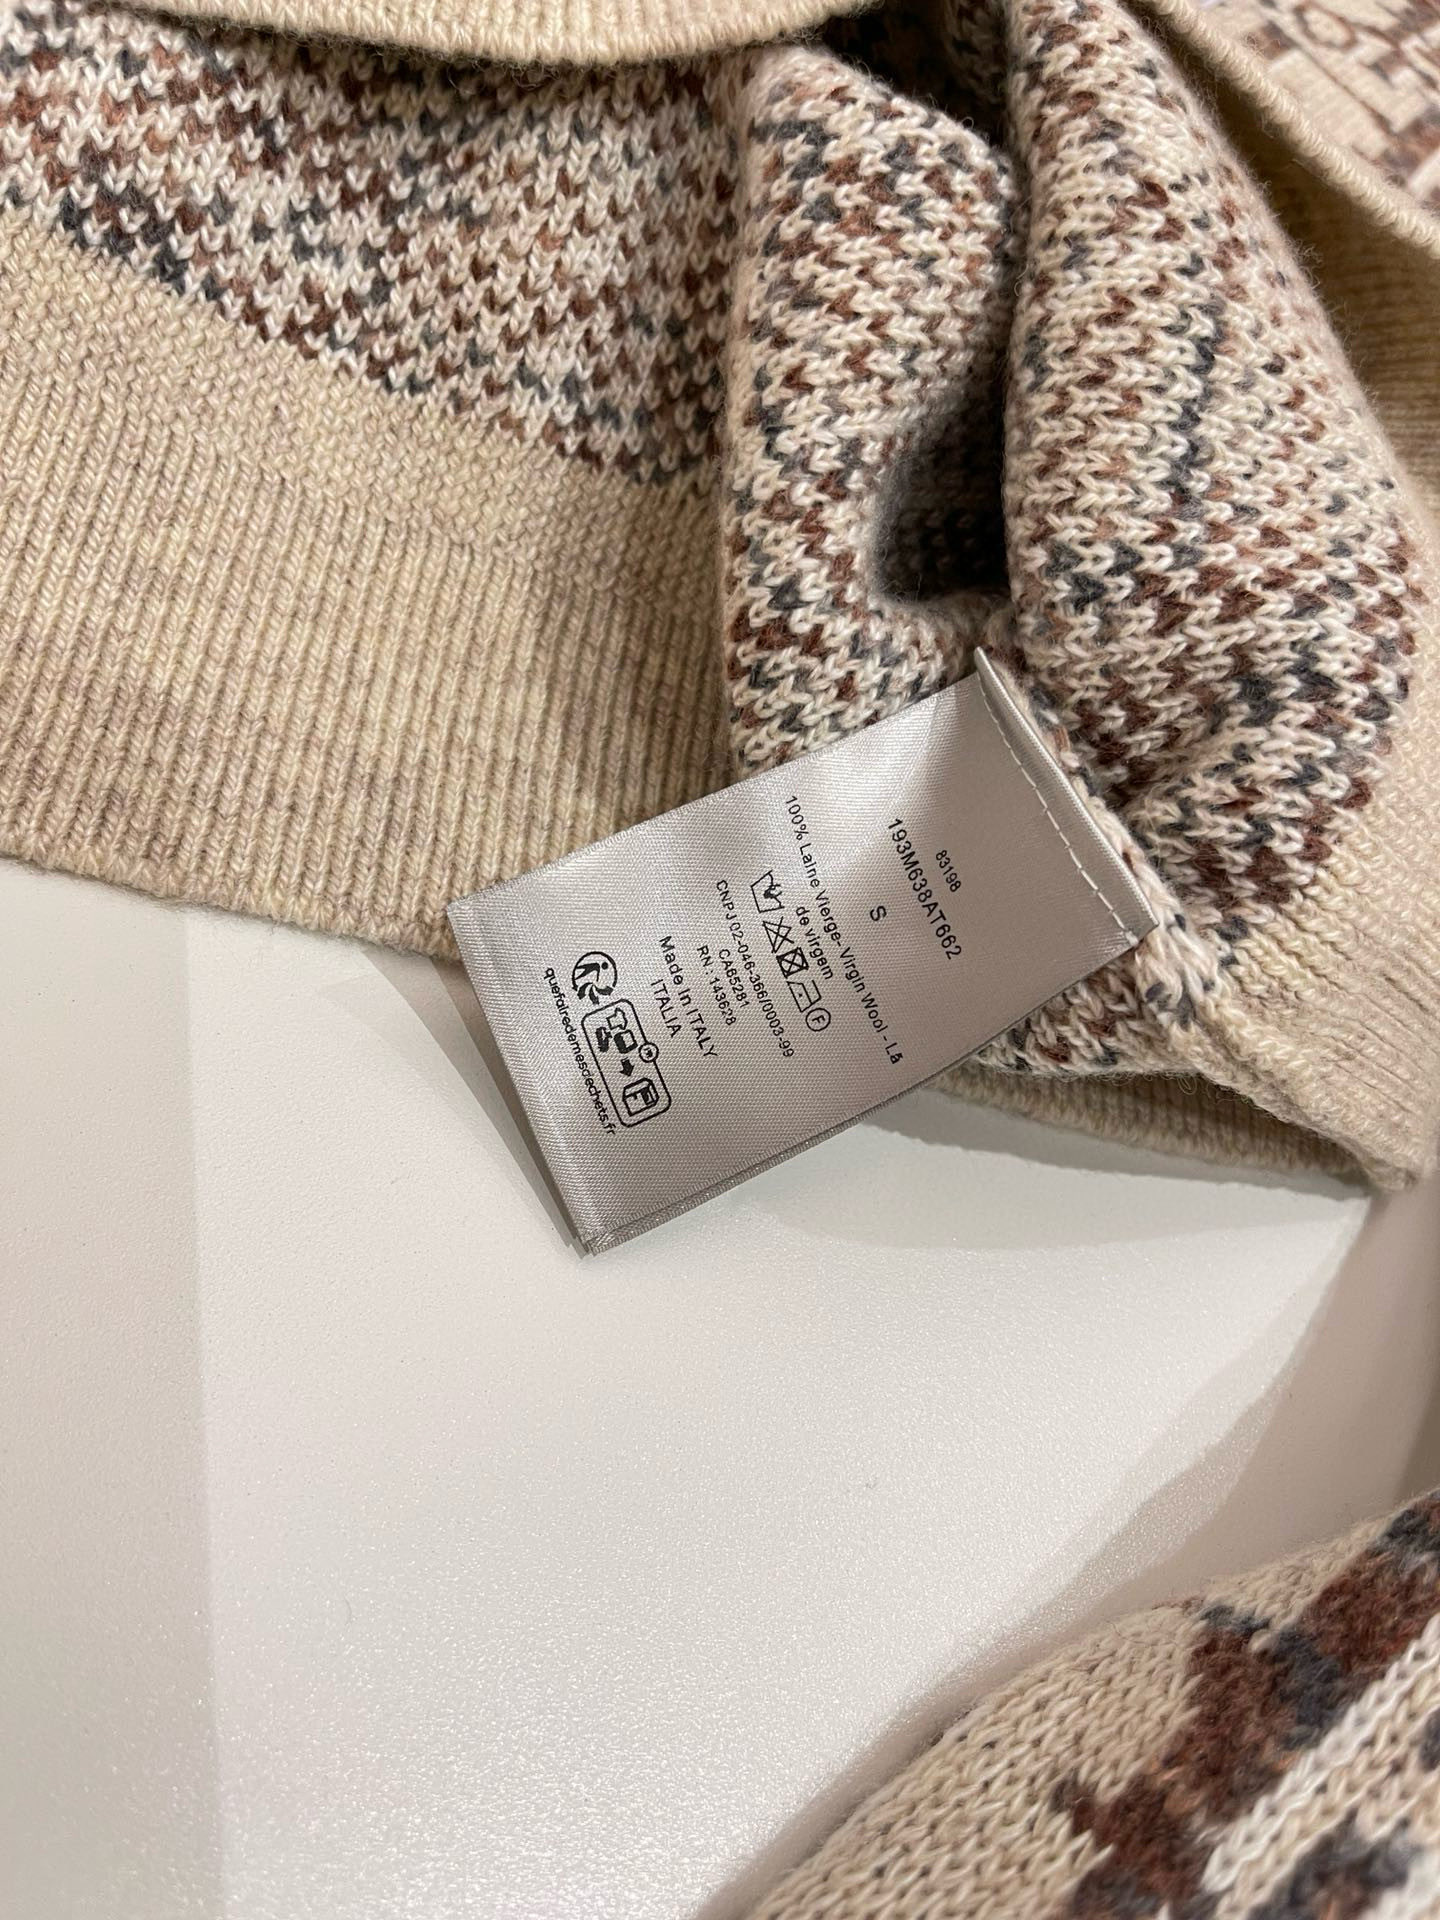 83198
193M638AT662
S
100% Laine Vierge- Virgin Wool - Lã
de virgem
F
CNPJ 02-046-366/0003-99
CA65281
RN: 143628
Made in ITALY
ITALIA
FR
quefairedemesdechets.fr